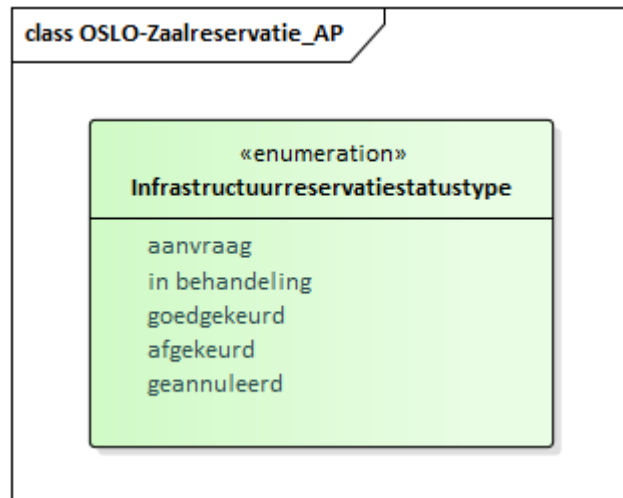 class OSLO-Zaalreservatie_AP
«enumeration»
Infrastructuurreservatiestatustype
aanvraag
in behandeling
goedgekeurd
afgekeurd
geannuleerd